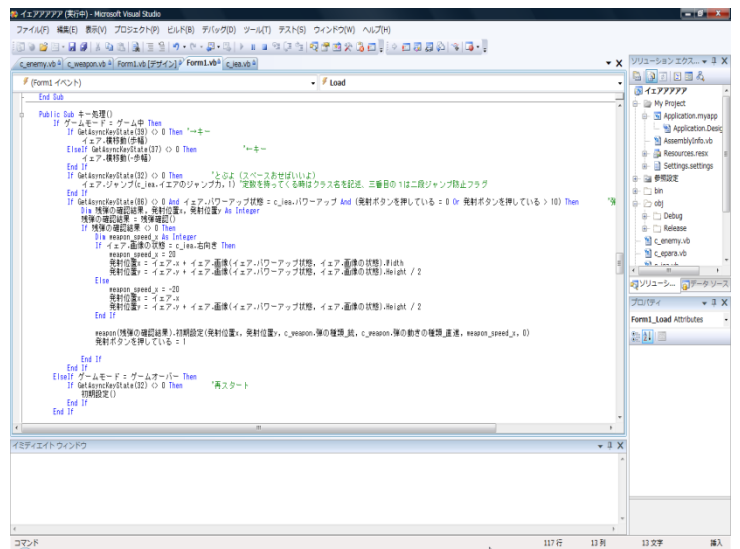 イェアアアアア (実行中) - Microsoft Visual Studio
ファイル(F) 編集(E) 表示(V) プロジェクト(P) ビルド(B) デバッグ(D) ツール(T) テスト(S) ウィンドウ(W) ヘルプ(H)
c_enemy.vb c_weapon.vb Form1.vb [デザイン] Form1.vb c_iea.vb
(Form1 イベント) Load
End Sub
Public Sub キー処理()
If ゲームモード = ゲーム中 Then
If GetAsyncKeyState(39) <> 0 Then '→キー
イェア.横移動(歩幅)
ElseIf GetAsyncKeyState(37) <> 0 Then '←キー
イェア.横移動(-歩幅)
End If
If GetAsyncKeyState(32) <> 0 Then 'とぶよ (スペースおせばいいよ)
イェア.ジャンプ(c_iea.イエアのジャンプ力, 1) '定数を持ってくる時はクラス名を記述、三番目の1は二段ジャンプ防止フラグ
End If
If GetAsyncKeyState(86) <> 0 And イェア.パワーアップ状態 = c_iea.パワーアップ And (発射ボタンを押している = 0 Or 発射ボタンを押している > 10) Then '弾
Dim 残弾の確認結果, 発射位置x, 発射位置y As Integer
残弾の確認結果 = 残弾確認()
If 残弾の確認結果 <> 0 Then
Dim weapon_speed_x As Integer
If イェア.画像の状態 = c_iea.右向き Then
weapon_speed_x = 20
発射位置x = イェア.x + イェア.画像(イェア.パワーアップ状態, イェア.画像の状態).Width
発射位置y = イェア.y + イェア.画像(イェア.パワーアップ状態, イェア.画像の状態).Height / 2
Else
weapon_speed_x = -20
発射位置x = イェア.x
発射位置y = イェア.y + イェア.画像(イェア.パワーアップ状態, イェア.画像の状態).Height / 2
End If
weapon(残弾の確認結果).初期設定(発射位置x, 発射位置y, c_weapon.弾の種類_銃, c_weapon.弾の動きの種類_直進, weapon_speed_x, 0)
発射ボタンを押している = 1
End If
End If
ElseIf ゲームモード = ゲームオーバー Then
If GetAsyncKeyState(32) <> 0 Then '再スタート
初期設定()
End If
End If
イミディエイト ウィンドウ
ソリューション エクス...
イェアアアアア
My Project
Application.myapp
Application.Desig
AssemblyInfo.vb
Resources.resx
Settings.settings
参照設定
bin
obj
Debug
Release
c_enemy.vb
c_epara.vb
c_iea.vb
ソリューシ... データ ソース
プロパティ
Form1_Load Attributes
コマンド 117 行 13 列 13 文字 挿入